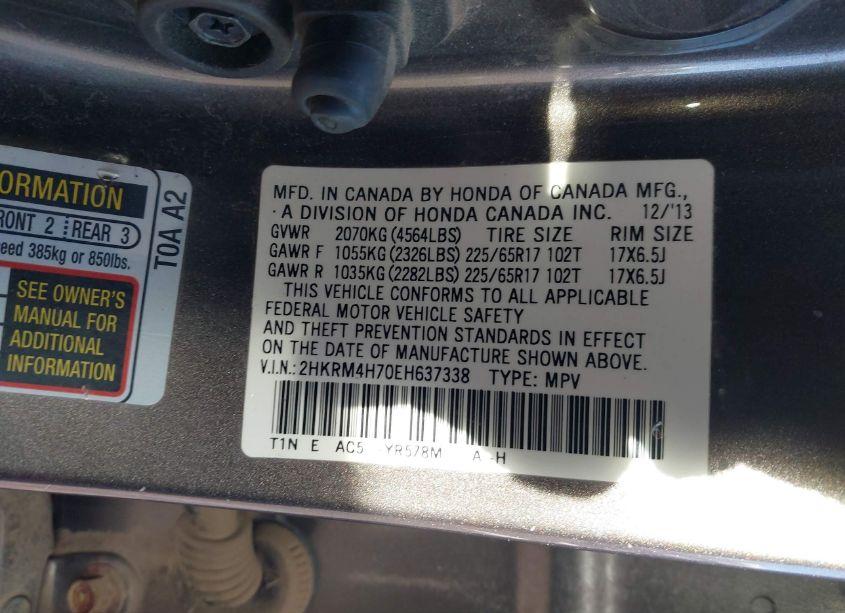 ORMATION
RONT 2 REAR 3
eed 385kg or 850lbs.
SEE OWNER'S
MANUAL FOR
ADDITIONAL
INFORMATION
T0A A2
MFD. IN CANADA BY HONDA OF CANADA MFG.,
A DIVISION OF HONDA CANADA INC. 12/'13
GVWR 2070KG(4564LBS) TIRE SIZE RIM SIZE
GAWR F 1055KG(2326LBS) 225/65R17 102T 17X6.5J
GAWR R 1035KG(2282LBS) 225/65R17 102T 17X6.5J
THIS VEHICLE CONFORMS TO ALL APPLICABLE
FEDERAL MOTOR VEHICLE SAFETY
AND THEFT PREVENTION STANDARDS IN EFFECT
ON THE DATE OF MANUFACTURE SHOWN ABOVE.
V.I.N.: 2HKRM4H70EH637338 TYPE: MPV
T1N E AC5 -YR578M A -H